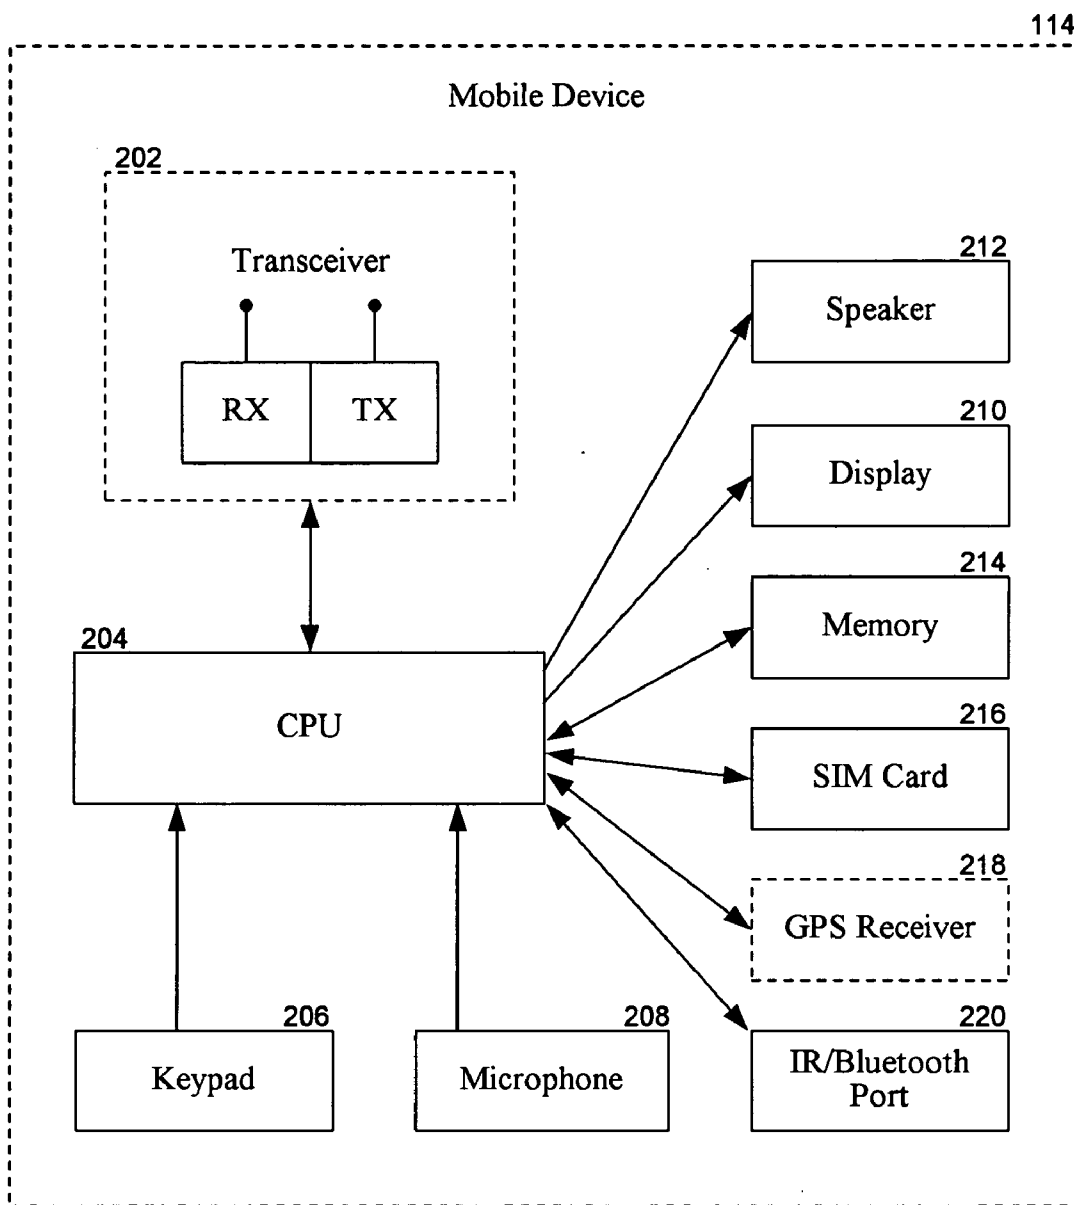 114
Mobile Device
202
Transceiver
RX
TX
212
Speaker
210
Display
214
Memory
204
CPU
216
SIM Card
218
GPS Receiver
206
Keypad
208
Microphone
220
IR/Bluetooth
Port